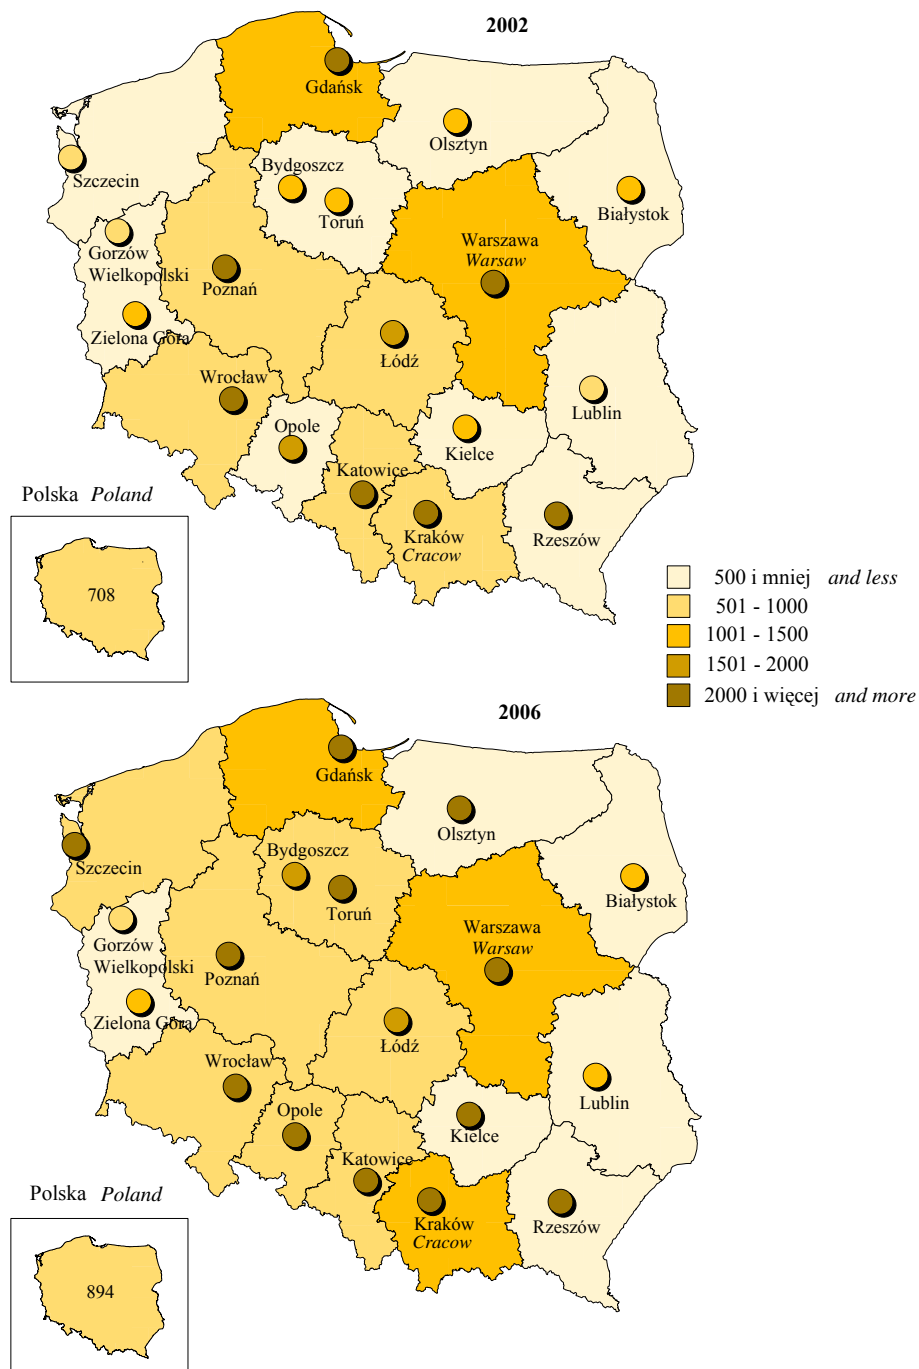 2002
Gdańsk
Olsztyn
Bydgoszcz
Szczecin
Toruń
Białystok
Gorzów
Wielkopolski
Warszawa
Warsaw
Poznań
Zielona Góra
Łódź
Wrocław
Lublin
Opole
Kielce
Katowice
Polska Poland
Kraków
Cracow
Rzeszów
708
500 i mniej and less
501 - 1000
1001 - 1500
1501 - 2000
2000 i więcej and more
2006
Gdańsk
Olsztyn
Bydgoszcz
Szczecin
Toruń
Białystok
Gorzów
Wielkopolski
Warszawa
Warsaw
Poznań
Zielona Góra
Łódź
Wrocław
Lublin
Opole
Kielce
Katowice
Polska Poland
Kraków
Cracow
Rzeszów
894